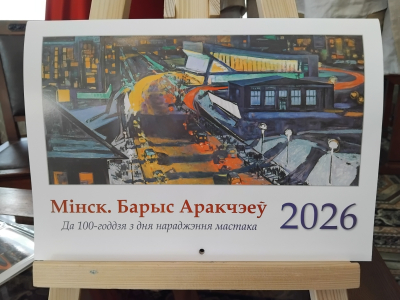 Мінск. Барыс Аракчэеў 2026
Да 100-годдзя з дня нараджэння мастака